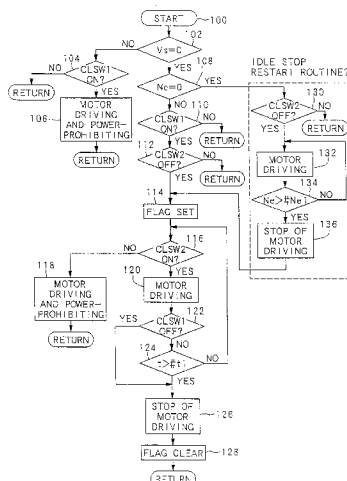 START
100
102
Vs=0
NO
YES
104
CLSW1
ON?
NO
YES
RETURN
106
MOTOR
DRIVING
AND POWER-
PROHIBITING
RETURN
108
Ne=0
YES
NO
110
CLSW1
ON?
NO
RETURN
YES
112
CLSW2
OFF?
NO
RETURN
YES
IDLE STOP
RESTART ROUTINE
130
CLSW2
OFF?
NO
RETURN
YES
MOTOR
DRIVING
132
134
Ne>#Ne1
NO
YES
STOP OF
MOTOR
DRIVING
136
114
FLAG SET
116
CLSW2
ON?
NO
YES
118
MOTOR
DRIVING
AND POWER-
PROHIBITING
RETURN
120
MOTOR
DRIVING
122
CLSW1
OFF?
YES
NO
124
t>#t1
NO
YES
STOP OF
MOTOR
DRIVING
126
FLAG CLEAR
128
RETURN